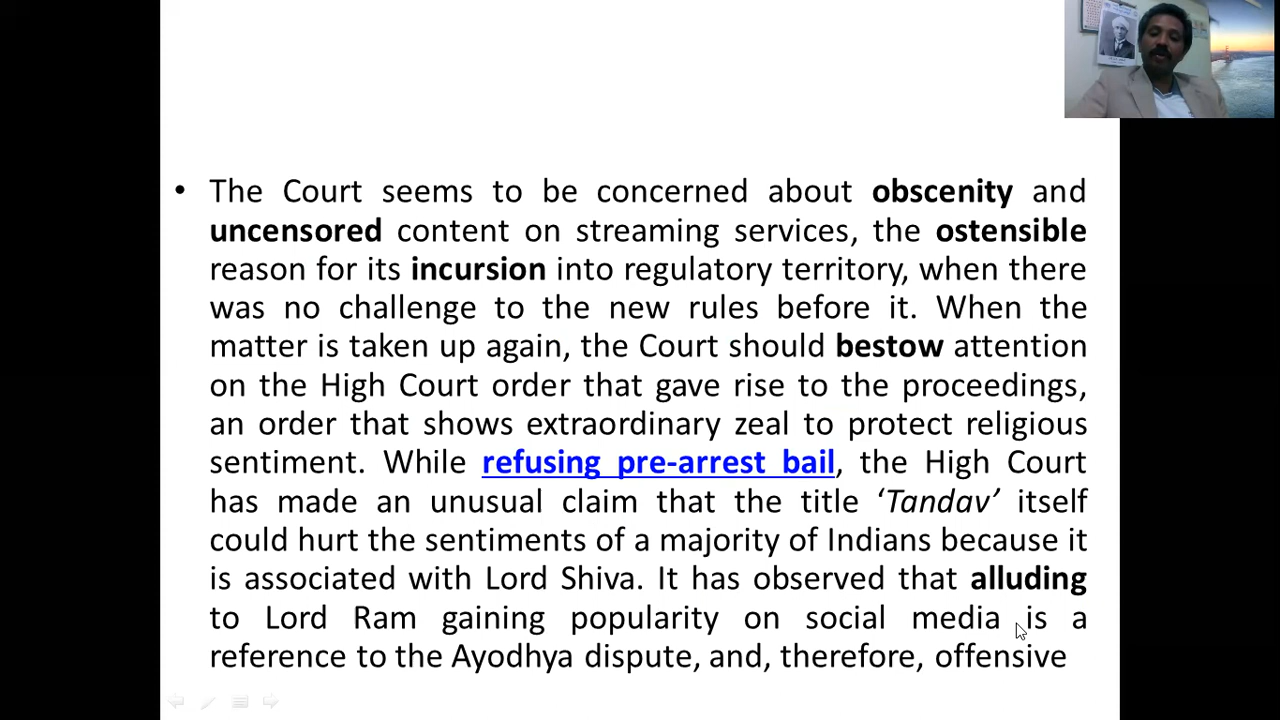 • The Court seems to be concerned about obscenity and
uncensored content on streaming services, the ostensible
reason for its incursion into regulatory territory, when there
was no challenge to the new rules before it. When the
matter is taken up again, the Court should bestow attention
on the High Court order that gave rise to the proceedings,
an order that shows extraordinary zeal to protect religious
sentiment. While refusing pre-arrest bail, the High Court
has made an unusual claim that the title ‘Tandav’ itself
could hurt the sentiments of a majority of Indians because it
is associated with Lord Shiva. It has observed that alluding
to Lord Ram gaining popularity on social media is a
reference to the Ayodhya dispute, and, therefore, offensive